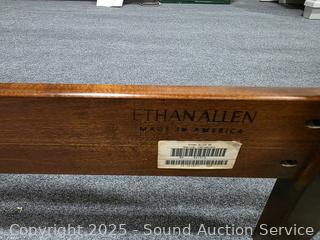 ETHAN ALLEN
MADE IN AMERICA
Copyright 2025 - Sound Auction Service